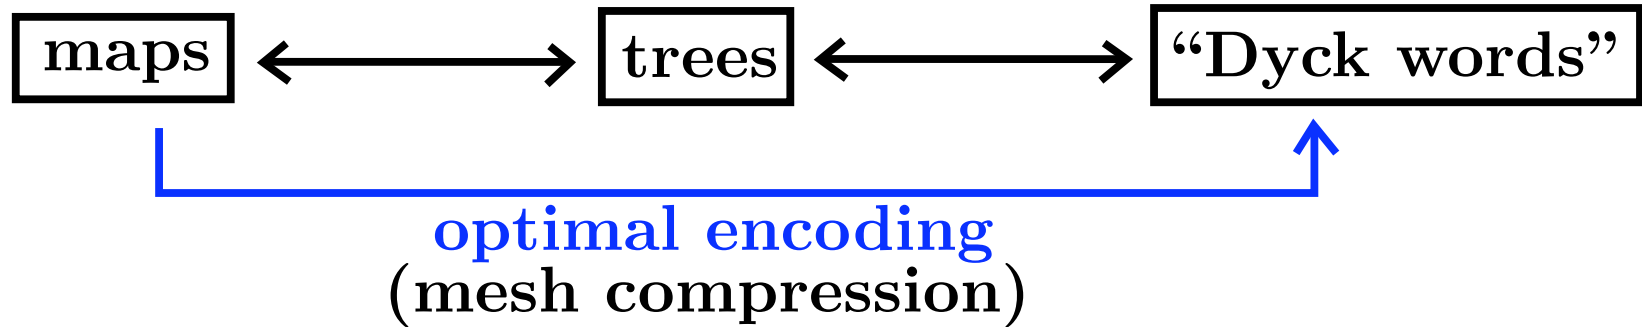 maps
trees
“Dyck words”
optimal encoding
(mesh compression)